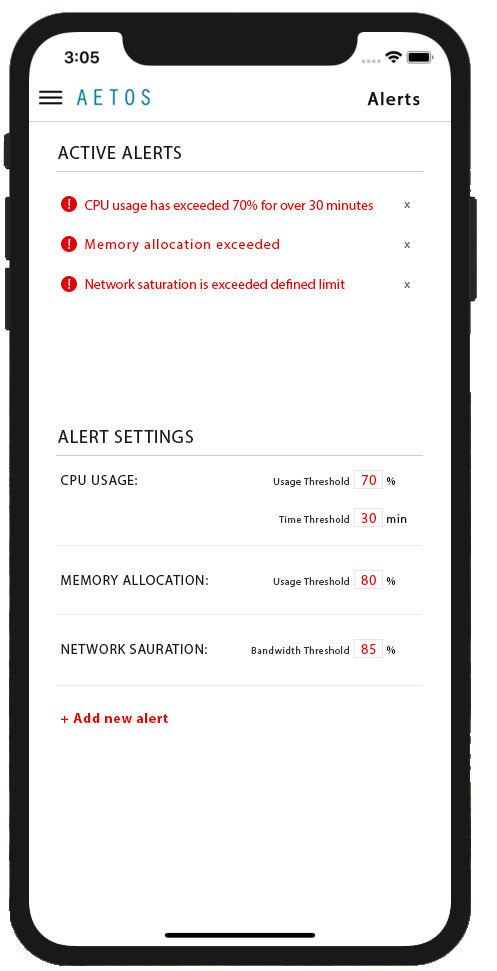 3:05
AETOS
Alerts
ACTIVE ALERTS
! CPU usage has exceeded 70% for over 30 minutes x
! Memory allocation exceeded x
! Network saturation is exceeded defined limit x
ALERT SETTINGS
CPU USAGE: Usage Threshold 70 %
Time Threshold 30 min
MEMORY ALLOCATION: Usage Threshold 80 %
NETWORK SAURATION: Bandwidth Threshold 85 %
+ Add new alert